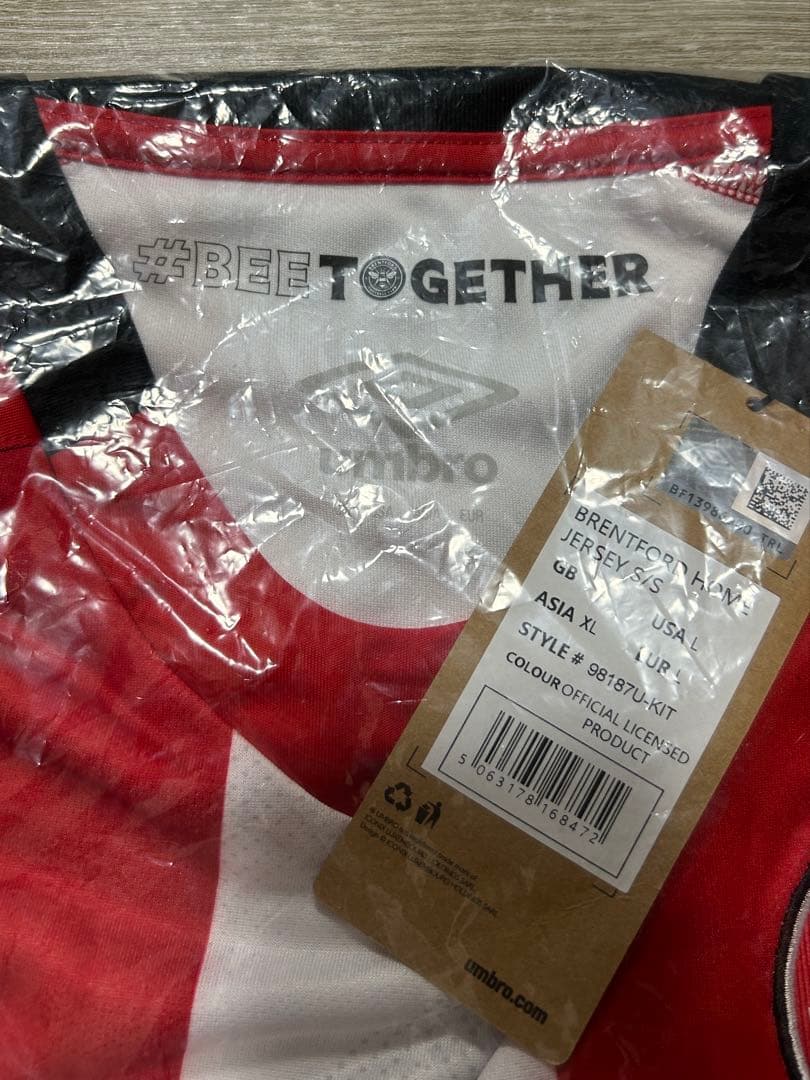 #BEETOGETHER
umbro
EUR
BRENTFORD HOME
JERSEY S/S
GB
USA L
ASIA XL
EUR L
STYLE # 98187U-KIT
COLOUR OFFICIAL LICENSED
PRODUCT
5 063178 168472
umbro.com